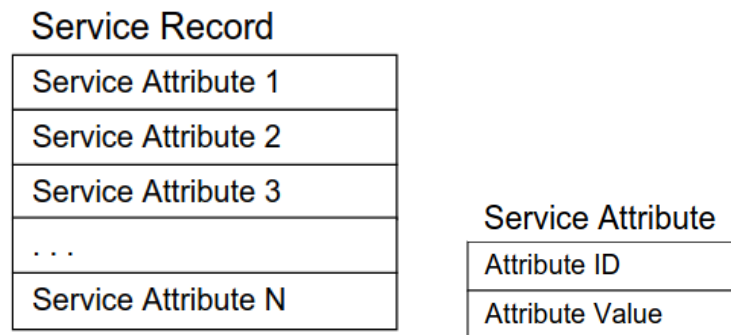 Service Record
Service Attribute 1
Service Attribute 2
Service Attribute 3
. . .
Service Attribute N
Service Attribute
Attribute ID
Attribute Value